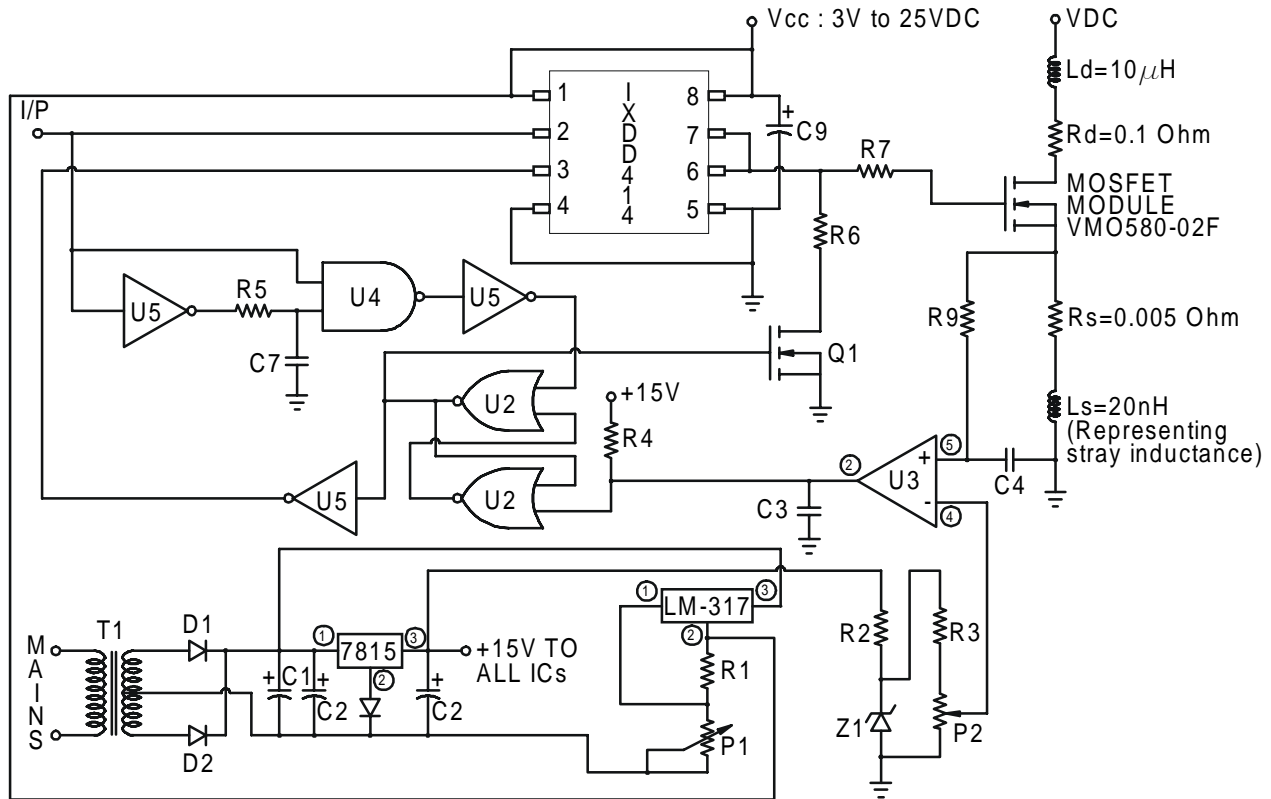 Vcc : 3V to 25VDC
VDC
Ld=10μH
I/P
1
2
3
4
IXDD414
8
7
6
5
+
C9
R7
Rd=0.1 Ohm
MOSFET
MODULE
VMO580-02F
R6
U5
R5
C7
U4
U5
Q1
R9
Rs=0.005 Ohm
U2
+15V
R4
Ls=20nH
(Representing
stray inductance)
U5
U2
C3
2
U3
+
-
5
4
C4
MAINS
T1
D1
D2
+
C1
+
C2
1
7815
3
2
+
C2
+15V TO
ALL ICs
1
LM-317
3
2
R1
P1
R2
R3
Z1
P2